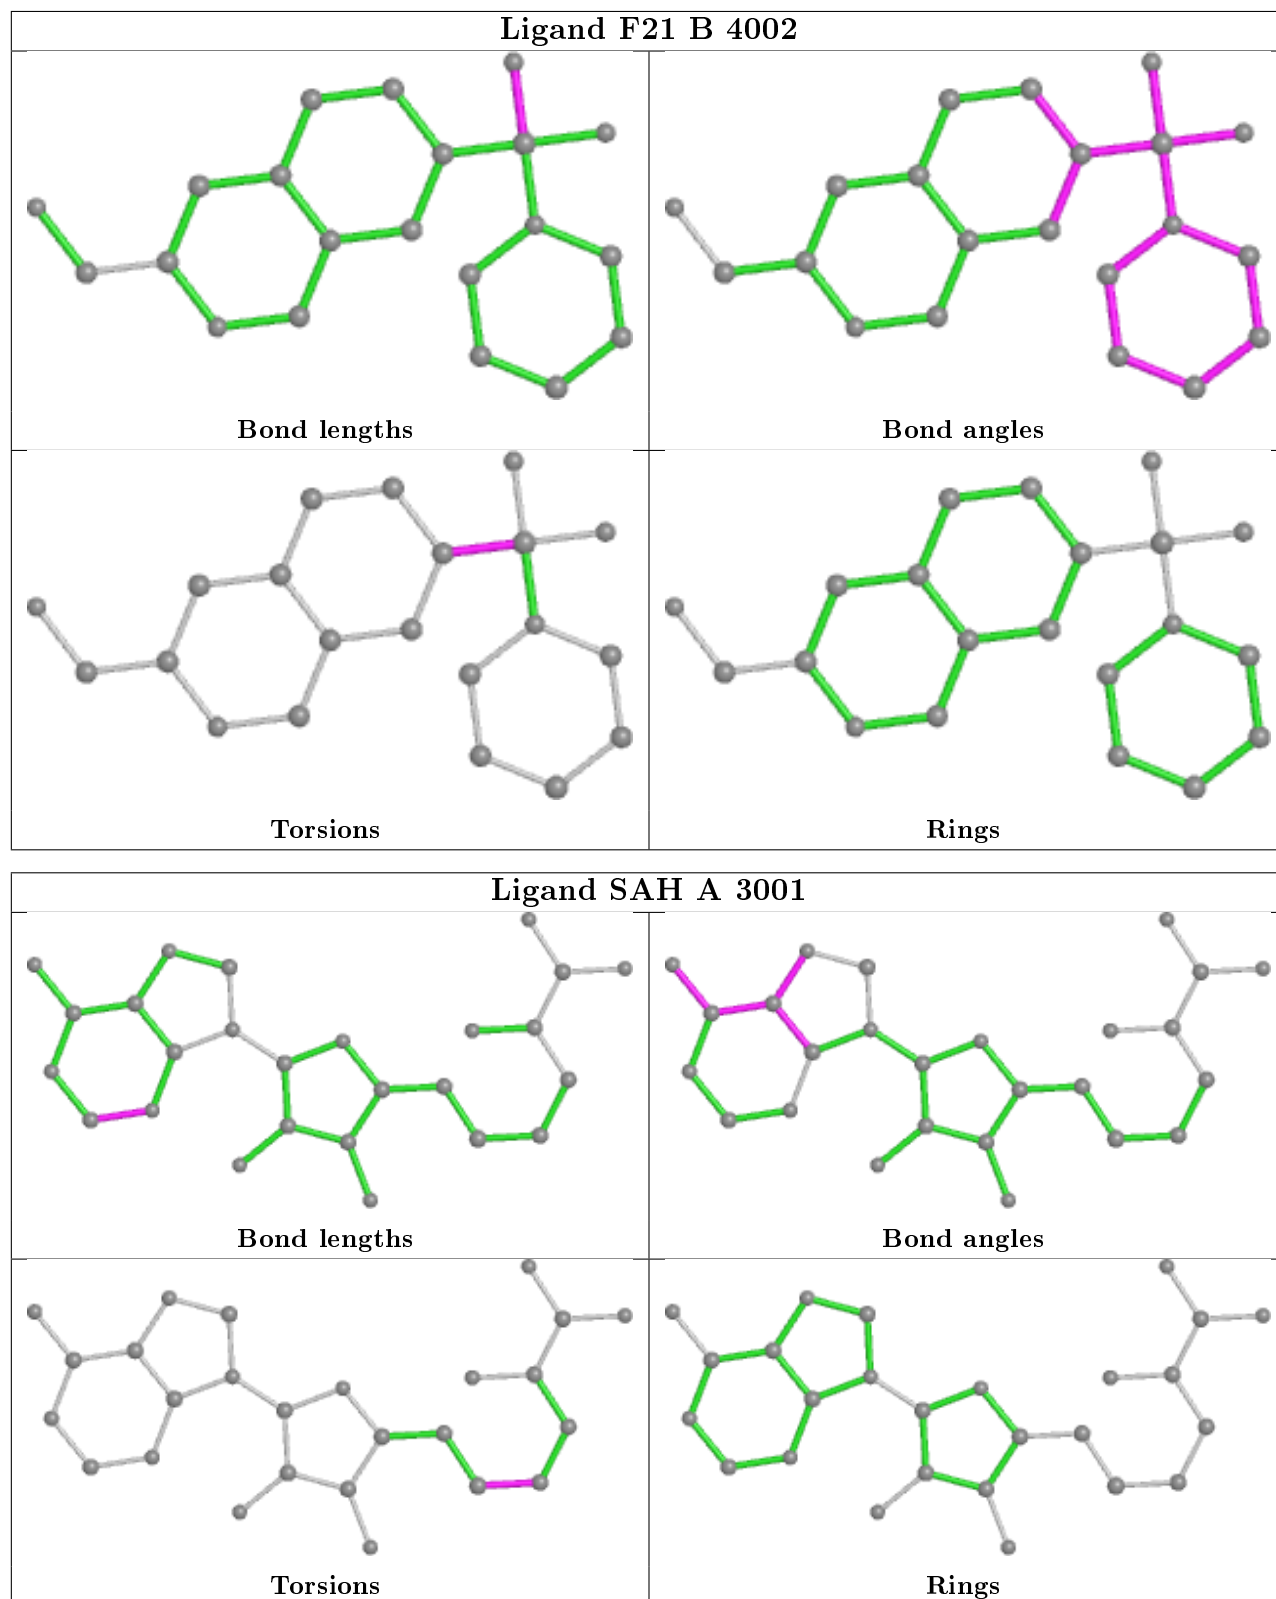 Ligand F21 B 4002
Bond lengths
Bond angles
Torsions
Rings
Ligand SAH A 3001
Bond lengths
Bond angles
Torsions
Rings